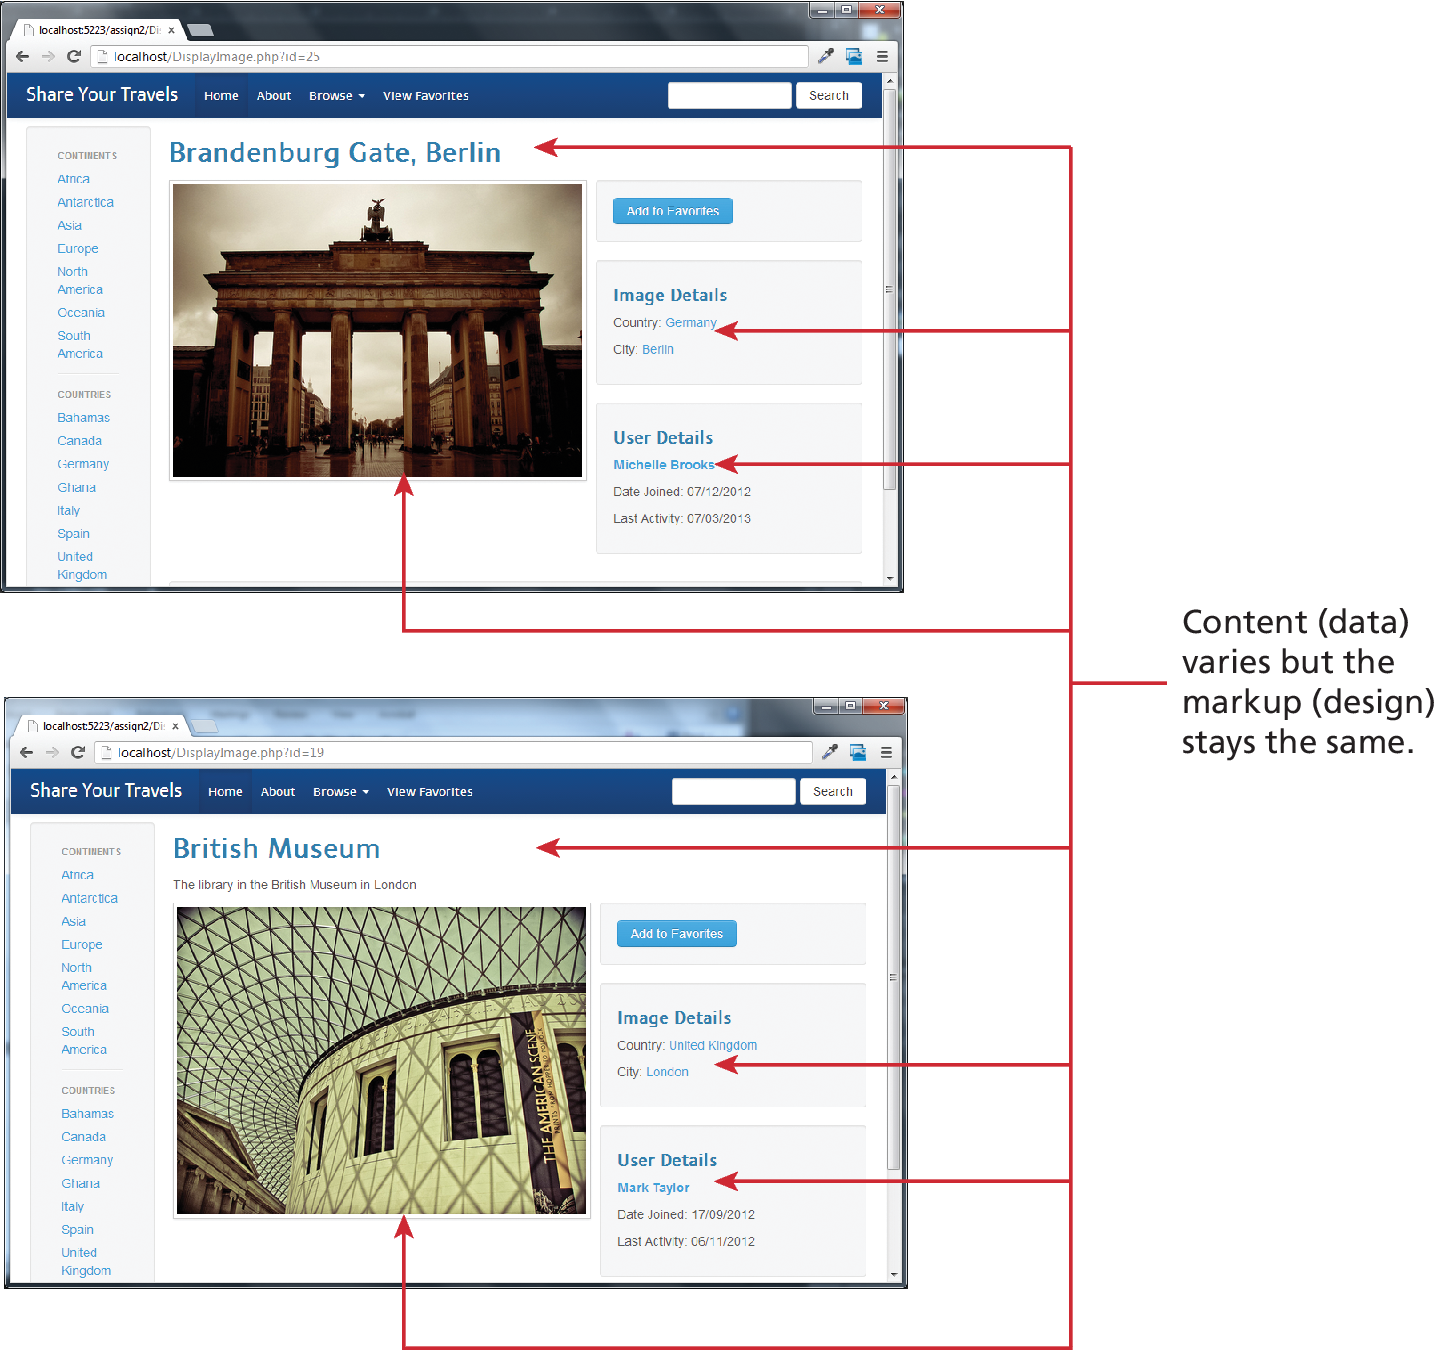 localhost:5223/assign2/Dis
localhost/DisplayImage.php?id=25
Share Your Travels Home About Browse View Favorites Search
CONTINENTS
Africa
Antarctica
Asia
Europe
North
America
Oceania
South
America
COUNTRIES
Bahamas
Canada
Germany
Ghana
Italy
Spain
United
Kingdom
Brandenburg Gate, Berlin
Add to Favorites
Image Details
Country: Germany
City: Berlin
User Details
Michelle Brooks
Date Joined: 07/12/2012
Last Activity: 07/03/2013
Content (data)
varies but the
markup (design)
stays the same.
localhost:5223/assign2/Dis
localhost/DisplayImage.php?id=19
Share Your Travels Home About Browse View Favorites Search
CONTINENTS
Africa
Antarctica
Asia
Europe
North
America
Oceania
South
America
COUNTRIES
Bahamas
Canada
Germany
Ghana
Italy
Spain
United
Kingdom
British Museum
The library in the British Museum in London
THE AMERICAN SCENE
Add to Favorites
Image Details
Country: United Kingdom
City: London
User Details
Mark Taylor
Date Joined: 17/09/2012
Last Activity: 06/11/2012